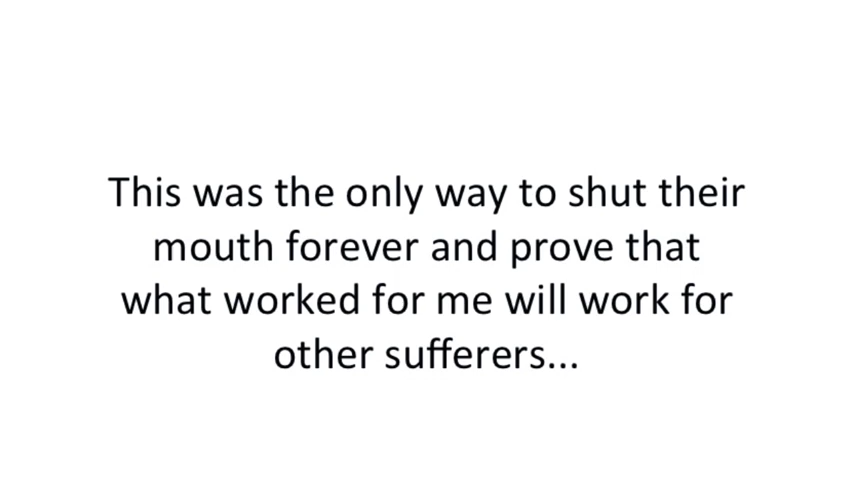 This was the only way to shut their
mouth forever and prove that
what worked for me will work for
other sufferers...